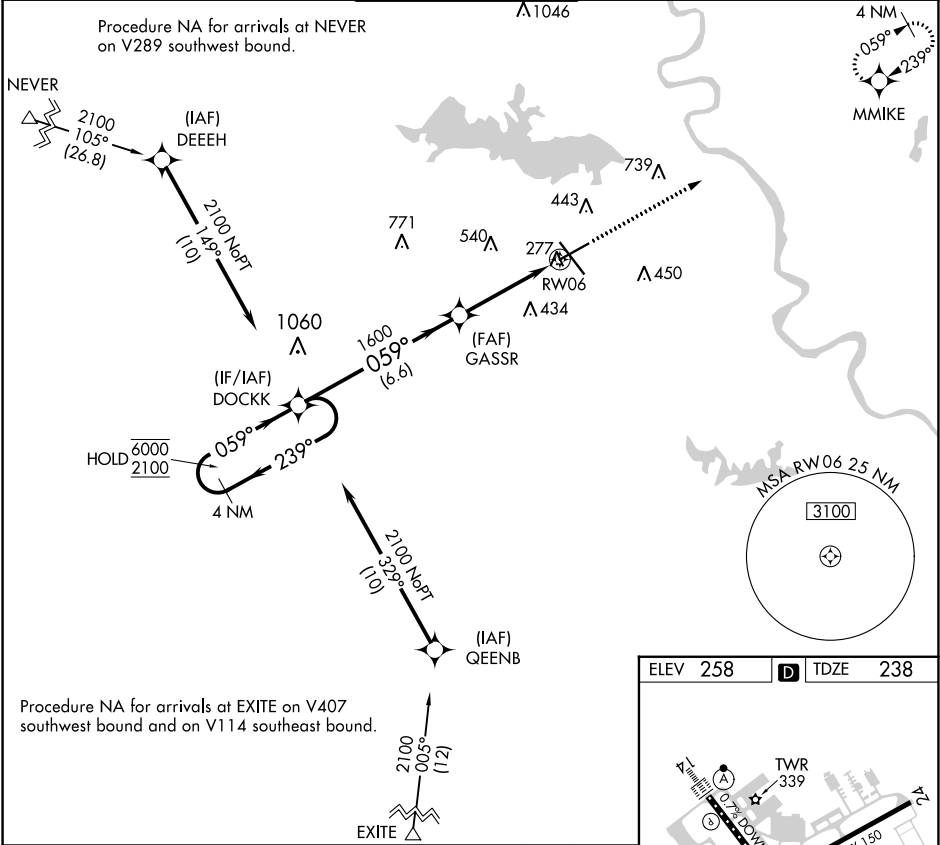 Procedure NA for arrivals at NEVER
on V289 southwest bound.
1046
4 NM
059°
239°
MMIKE
NEVER
2100
105°
(26.8)
(IAF)
DEEEH
2100 NoPT
149°
(10)
739
443
771
540
277
RW06
450
434
1060
1600
059°
(6.6)
(FAF)
GASSR
(IF/IAF)
DOCKK
HOLD
6000
2100
059°
239°
4 NM
MSA RW06 25 NM
3100
2100 NoPT
329°
(10)
(IAF)
QEENB
Procedure NA for arrivals at EXITE on V407
southwest bound and on V114 southeast bound.
2100
005°
(12)
EXITE
ELEV 258
D
TDZE 238
14
A
TWR
339
24
P
0.7% DOW
150